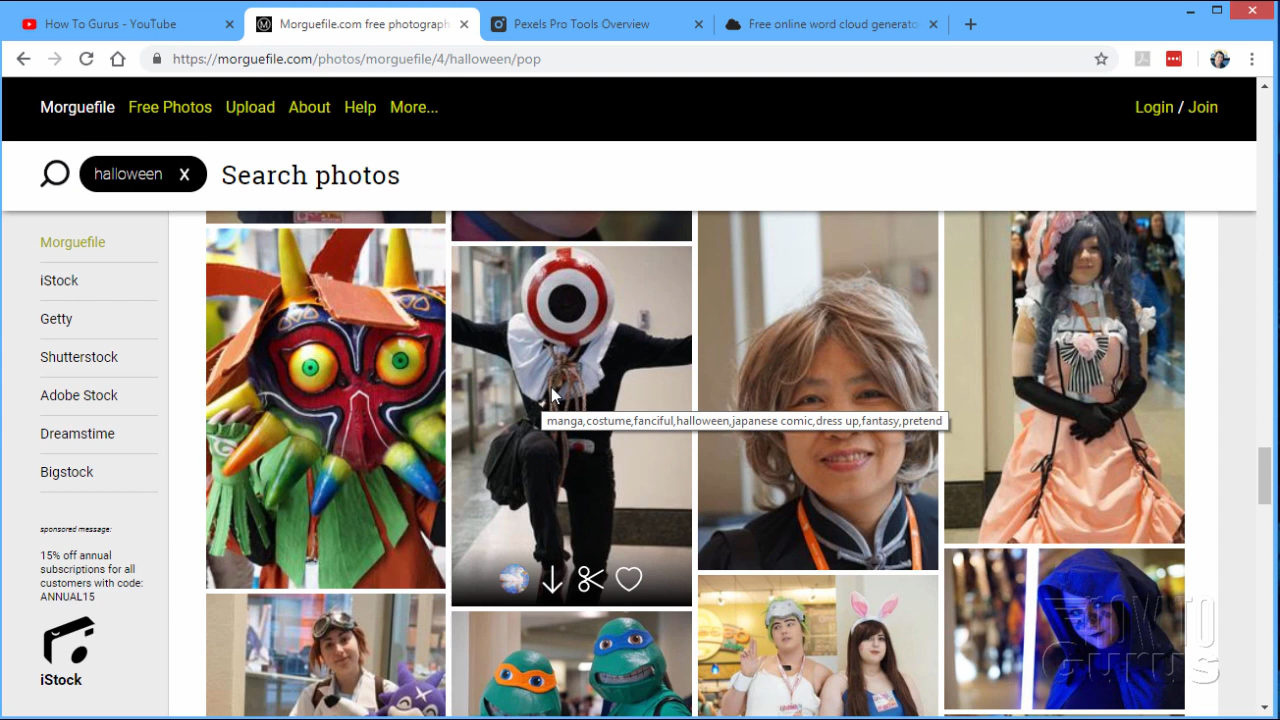 How To Gurus - YouTube
Morguefile.com free photograph
Pexels Pro Tools Overview
Free online word cloud generato
https://morguefile.com/photos/morguefile/4/halloween/pop
Morguefile Free Photos Upload About Help More... Login / Join
halloween X Search photos
Morguefile
iStock
Getty
Shutterstock
Adobe Stock
Dreamstime
Bigstock
sponsored message:
15% off annual
subscriptions for all
customers with code:
ANNUAL15
iStock
manga,costume,fanciful,halloween,japanese comic,dress up,fantasy,pretend
HOW TO
GURUS